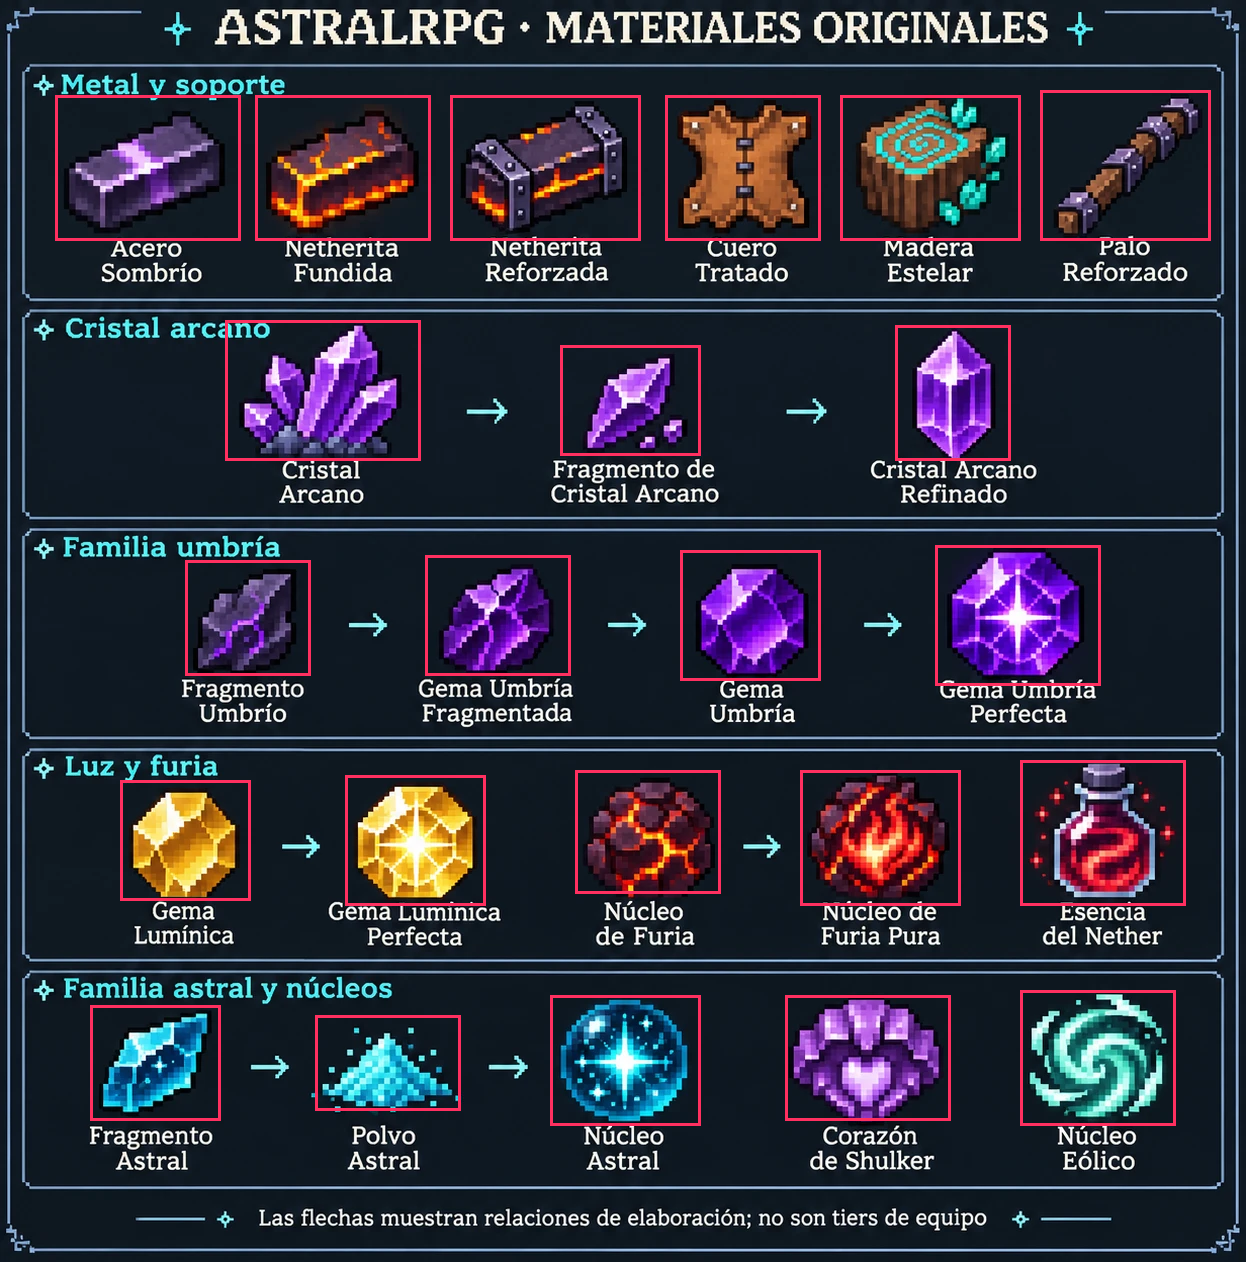 ASTRALRPG · MATERIALES ORIGINALES
Metal y soporte
Acero Sombrío
Netherita Fundida
Netherita Reforzada
Cuero Tratado
Madera Estelar
Palo Reforzado
Cristal arcano
Cristal Arcano
Fragmento de Cristal Arcano
Cristal Arcano Refinado
Familia umbría
Fragmento Umbrío
Gema Umbría Fragmentada
Gema Umbría
Gema Umbría Perfecta
Luz y furia
Gema Lumínica
Gema Lumínica Perfecta
Núcleo de Furia
Núcleo de Furia Pura
Esencia del Nether
Familia astral y núcleos
Fragmento Astral
Polvo Astral
Núcleo Astral
Corazón de Shulker
Núcleo Eólico
Las flechas muestran relaciones de elaboración; no son tiers de equipo